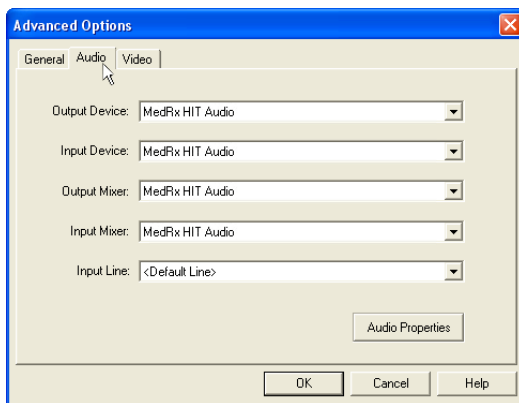 Advanced Options
General Audio Video
Output Device: MedRx HIT Audio
Input Device: MedRx HIT Audio
Output Mixer: MedRx HIT Audio
Input Mixer: MedRx HIT Audio
Input Line: <Default Line>
Audio Properties
OK Cancel Help